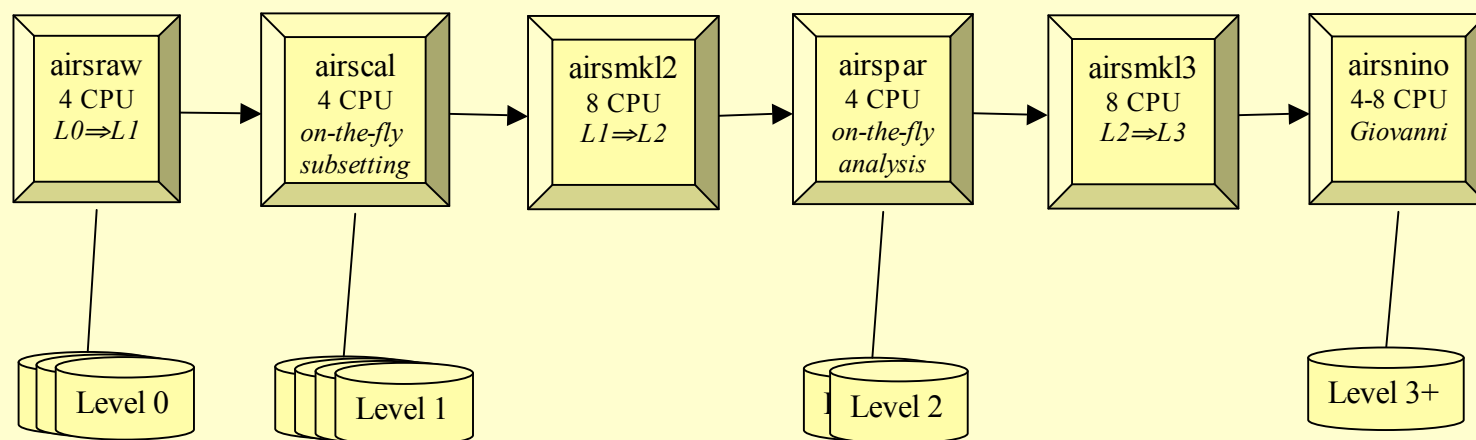 airsraw
4 CPU
L0⇒L1
airscal
4 CPU
on-the-fly
subsetting
airsmkl2
8 CPU
L1⇒L2
airspar
4 CPU
on-the-fly
analysis
airsmkl3
8 CPU
L2⇒L3
airsnino
4-8 CPU
Giovanni
Level 0
Level 1
Level 2
Level 3+